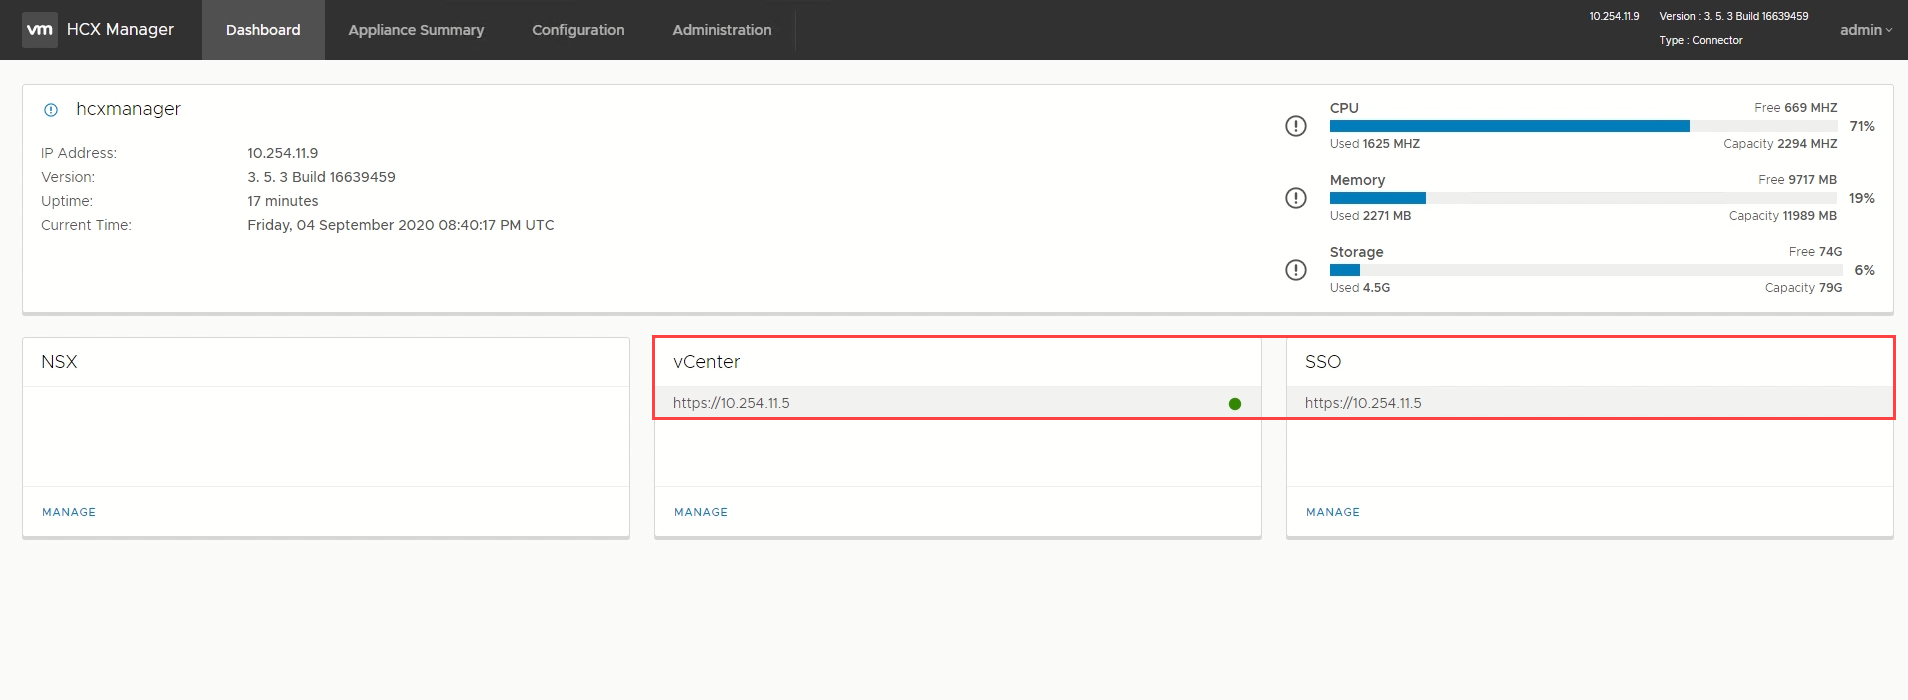 vm HCX Manager Dashboard Appliance Summary Configuration Administration 10.254.11.9 Version : 3. 5. 3 Build 16639459
Type : Connector
admin
hcxmanager
IP Address: 10.254.11.9
Version: 3. 5. 3 Build 16639459
Uptime: 17 minutes
Current Time: Friday, 04 September 2020 08:40:17 PM UTC
CPU Free 669 MHZ
71%
Used 1625 MHZ Capacity 2294 MHZ
Memory Free 9717 MB
19%
Used 2271 MB Capacity 11989 MB
Storage Free 74G
6%
Used 4.5G Capacity 79G
NSX
MANAGE
vCenter
https://10.254.11.5
MANAGE
SSO
https://10.254.11.5
MANAGE